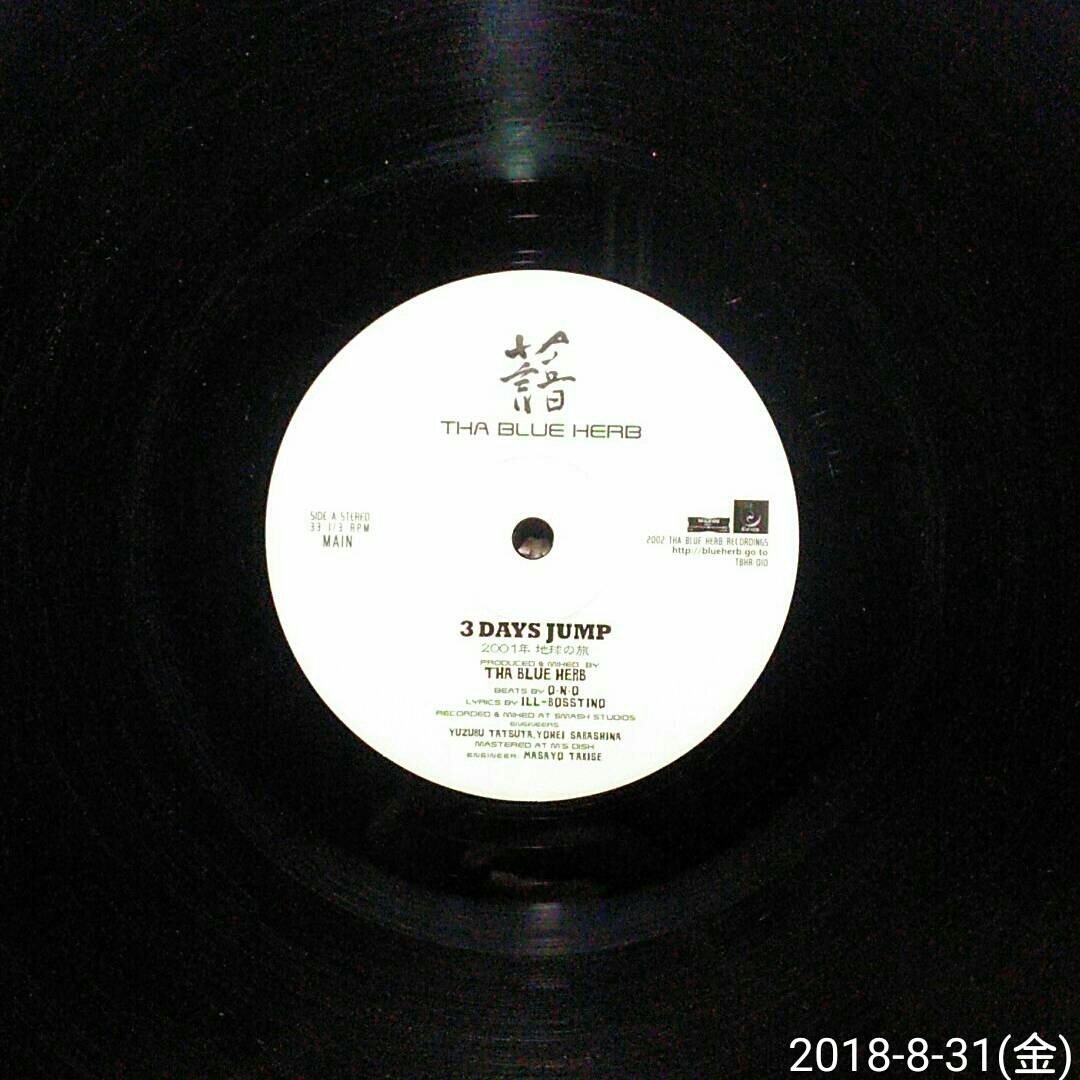 THA BLUE HERB
SIDE A STEREO
33 1/3 RPM
MAIN
2002 THA BLUE HERB RECORDINGS
http://blueherb.go.to
TBHR 010
3 DAYS JUMP
2001年 地球の旅
PRODUCED & MIXED BY
THA BLUE HERB
BEATS BY O.N.O
LYRICS BY ILL-BOSSTINO
RECORDED & MIXED AT SMASH STUDIOS
ENGINEERS
YUZURU TATSUTA, YOHEI SARASHINA
MASTERED AT M'S DISH
ENGINEER MASAYO TAKISE
2018-8-31(金)